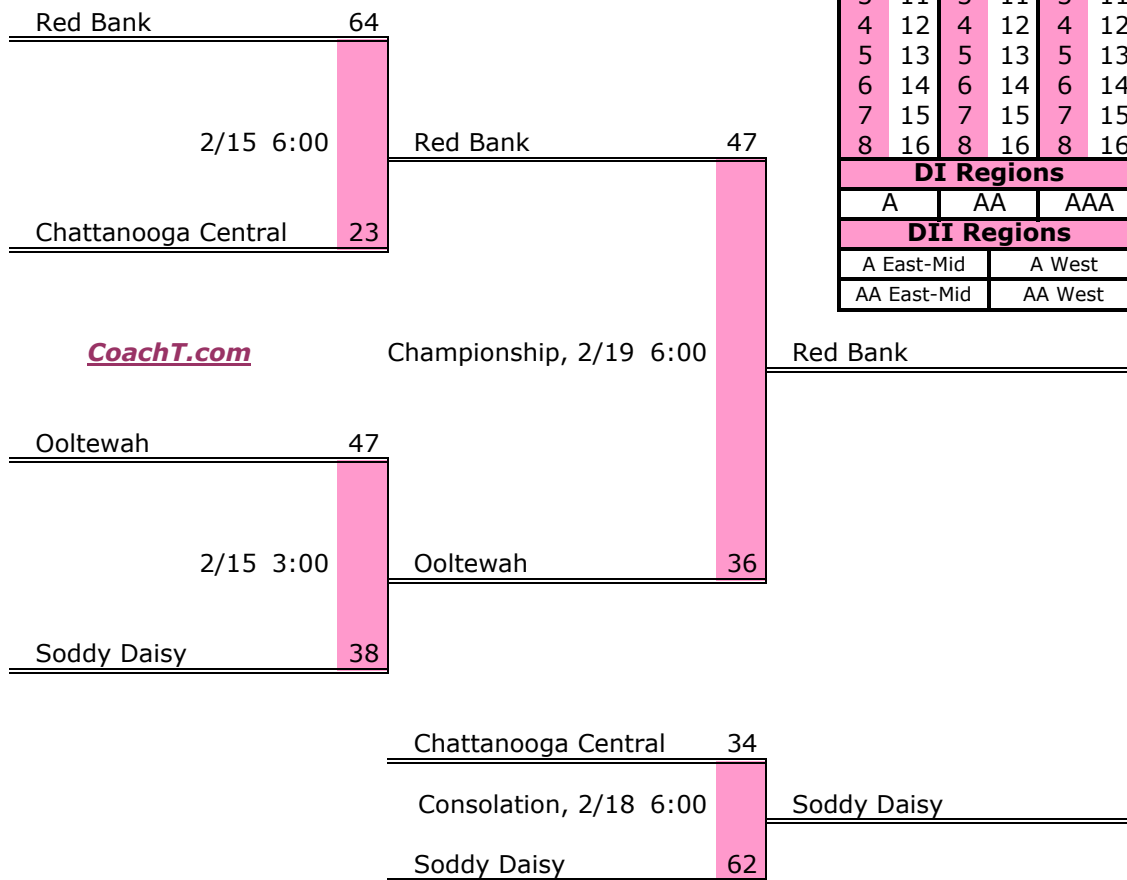 Red Bank 64
4 12 4 12 4 12
5 13 5 13 5 13
6 14 6 14 6 14
7 15 7 15 7 15
2/15 6:00 Red Bank 47
8 16 8 16 8 16
DI Regions
A AA AAA
Chattanooga Central 23
DII Regions
A East-Mid A West
AA East-Mid AA West
CoachT.com Championship, 2/19 6:00 Red Bank
Ooltewah 47
2/15 3:00 Ooltewah 36
Soddy Daisy 38
Chattanooga Central 34
Consolation, 2/18 6:00 Soddy Daisy
Soddy Daisy 62